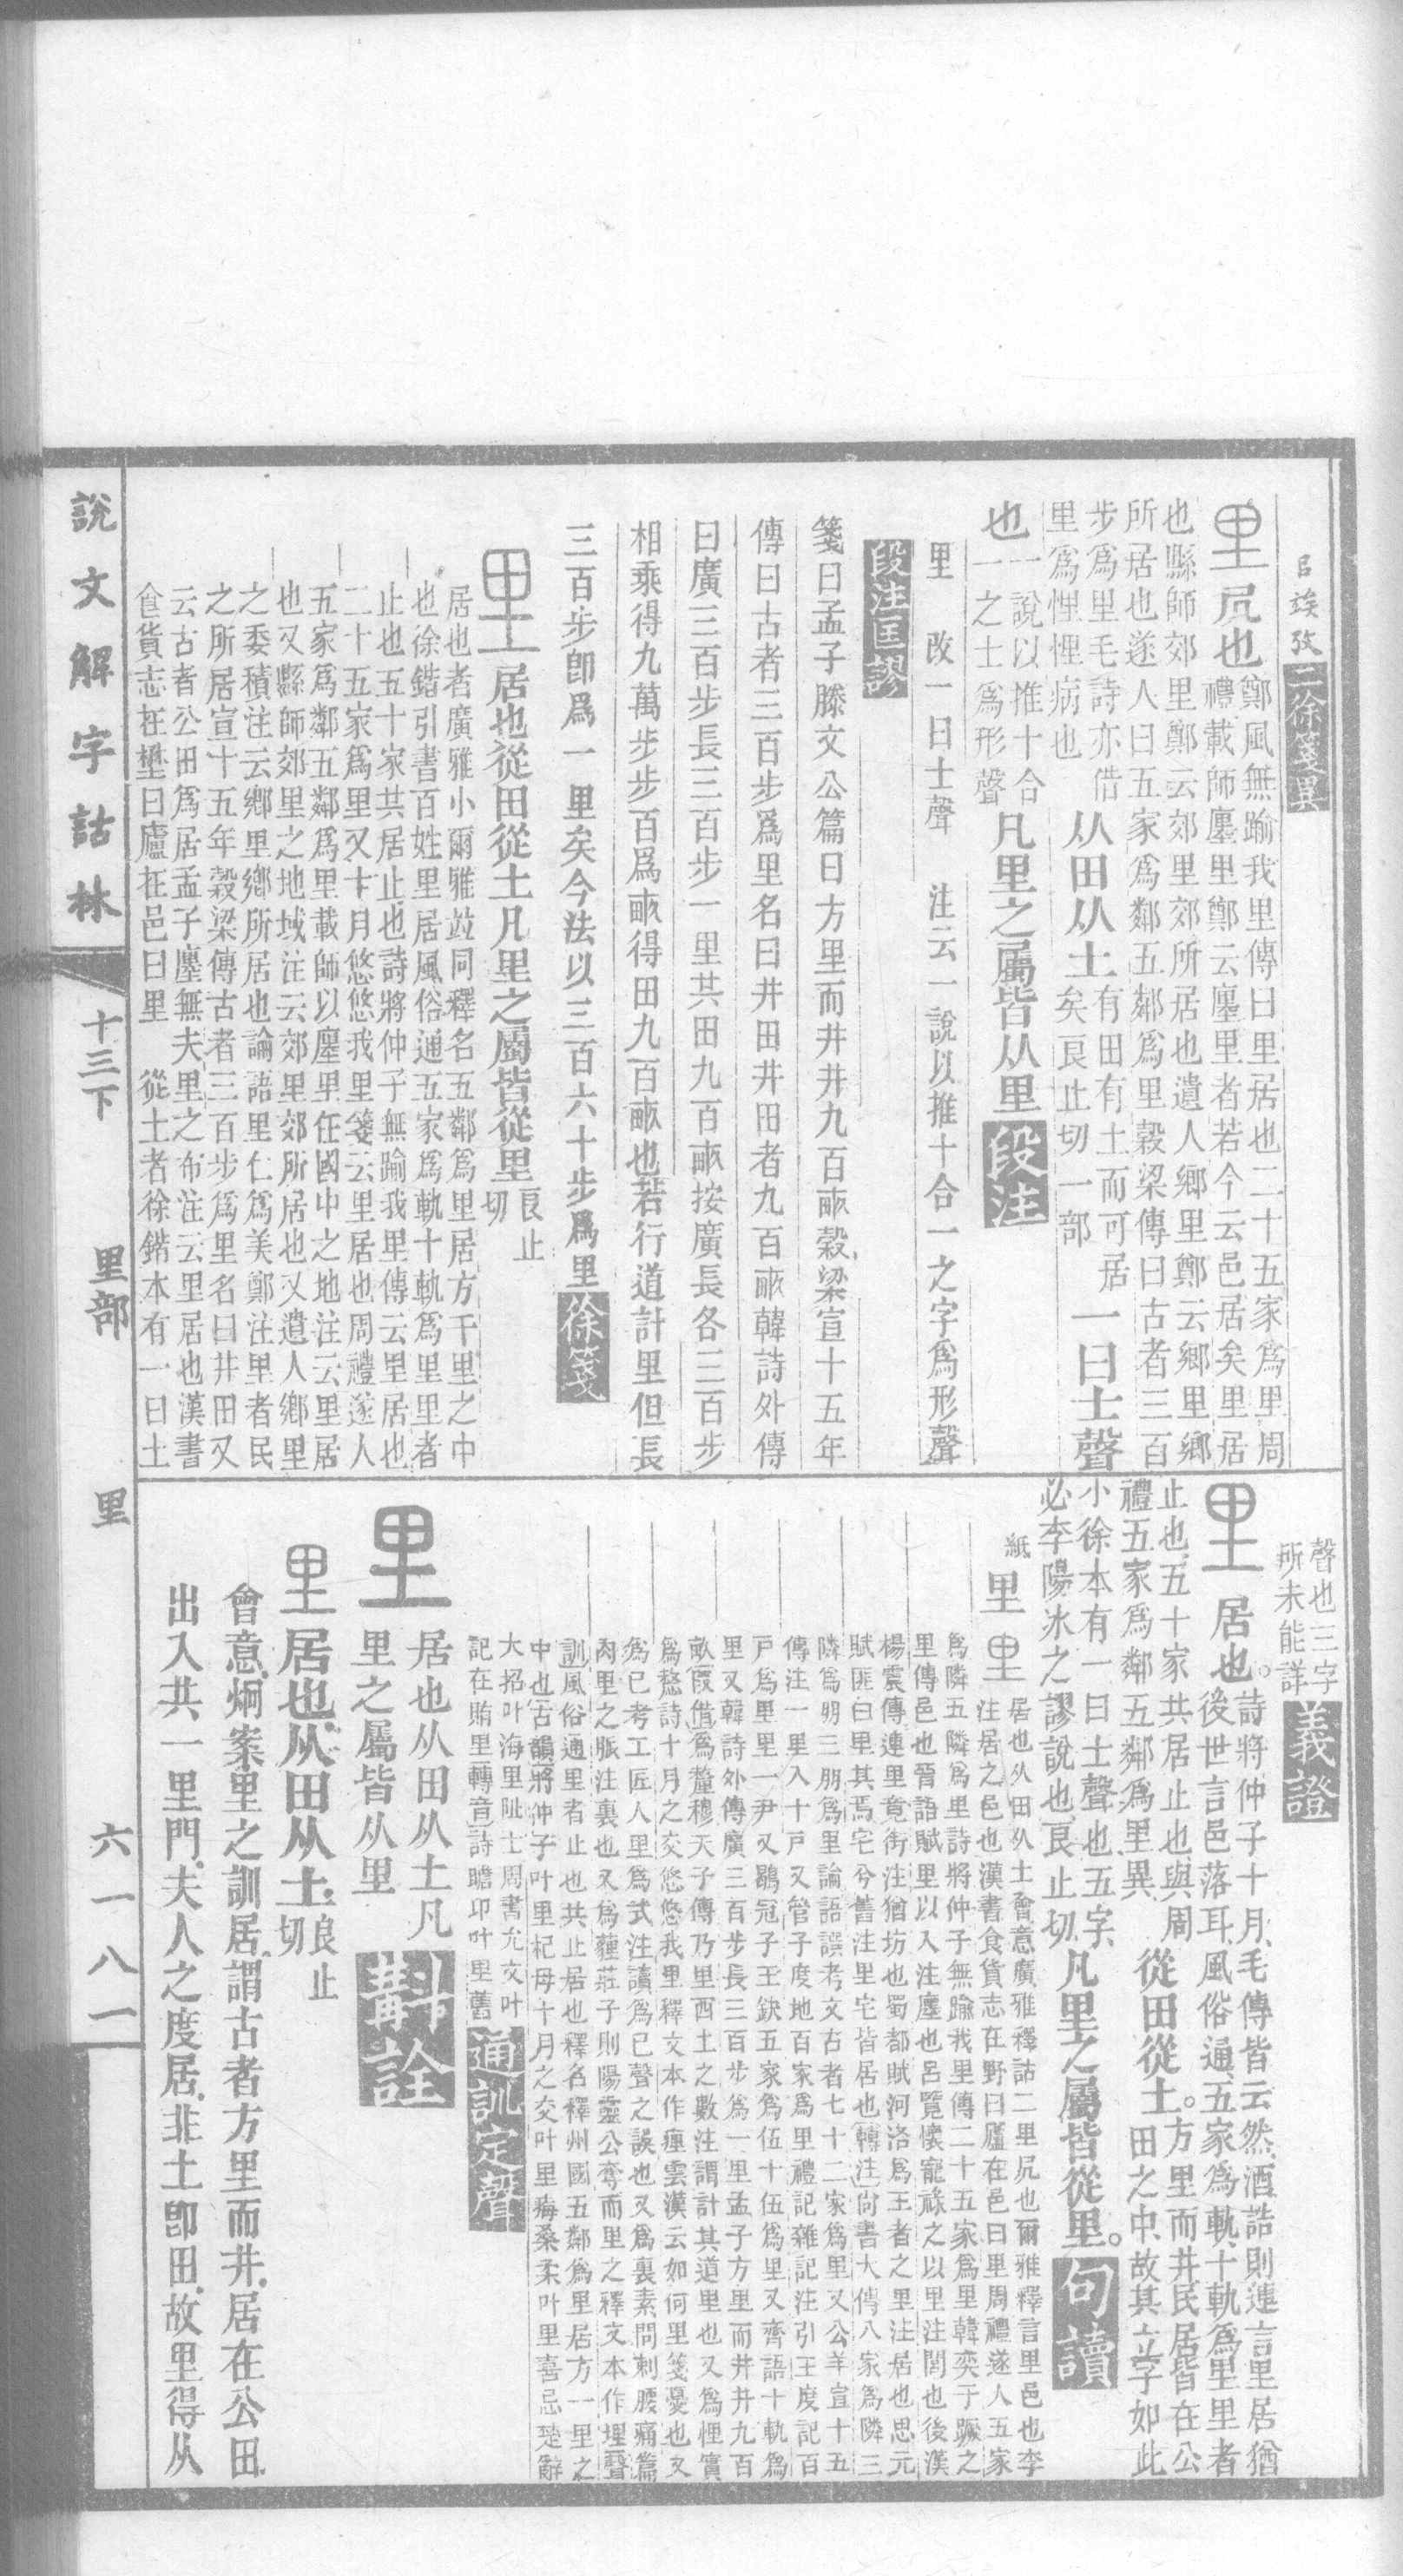 㠯竢攷 二徐箋異
里 凥也
鄭風無踰我里傳曰里居也二十五家爲里周
禮載師廛里鄭云廛里者若今云邑居矣里居
也縣師郊里鄭云郊里郊所居也遺人鄉里鄭云鄉里鄉
所居也遂人曰五家爲鄰五鄰爲里穀梁傳曰古者三百
步爲里毛詩亦借
里爲悝悝病也
从田从土
有田有土而可居
矣良止切一部
一曰士聲
也
一說以推十合
一之士爲形聲
凡里之屬皆从里 段注
里 改一曰士聲 注云一說以推十合一之字爲形聲
段注匡謬
箋曰孟子滕文公篇曰方里而井井九百畝穀梁宣十五年
傳曰古者三百步爲里名曰井田井田者九百畝韓詩外傳
曰廣三百步長三百步一里其田九百畝按廣長各三百步
相乘得九萬步步百爲畝得田九百畝也若行道計里但長
三百步卽爲一里矣今法以三百六十步爲里 徐箋
里 居也從田從土凡里之屬皆從里
良止
切
居也者廣雅小爾雅竝同釋名五鄰爲里居方千里之中
也徐鍇引書百姓里居風俗通五家爲軌十軌爲里里者
止也五十家共居止也詩將仲子無踰我里傳云里居也
二十五家爲里又十月悠悠我里箋云里居也周禮遂人
五家爲鄰五鄰爲里載師以廛里任國中之地注云里居
也又縣師郊里之地域注云郊里郊所居也又遺人鄉里
之委積注云鄉里鄉所居也論語里仁爲美鄭注里者民
之所居宣十五年穀梁傳古者三百步爲里名曰井田又
云古者公田爲居孟子廛無夫里之布注云里居也漢書
食貨志在壄曰廬在邑曰里 從土者徐鍇本有一曰土
聲也三字
所未能詳
義證
里 居也。
詩將仲子十月毛傳皆云然酒誥則連言里居猶
後世言邑落耳風俗通五家爲軌十軌爲里里者
止也五十家共居止也與周
禮五家爲鄰五鄰爲里異
從田從土。
方里而井民居皆在公
田之中故其立字如此
小徐本有一曰士聲也五字
必李陽冰之謬說也良止切
凡里之屬皆從里。 句讀
紙
里 里
居也从田从土會意廣雅釋詁二里凥也爾雅釋言里邑也李
注居之邑也漢書食貨志在野曰廬在邑曰里周禮遂人五家
爲隣五隣爲里詩將仲子無踰我里傳二十五家爲里韓奕于蹶之
里傳邑也晉語賦里以入注廛也呂覽懷寵祿之以里注閭也後漢
楊震傳連里竟街注猶坊也蜀都賦河洛爲王者之里注居也思元
賦匪白里其焉宅兮舊注里宅皆居也轉注尙書大傳八家爲隣三
隣爲朋三朋爲里論語譔考文古者七十二家爲里又公羊宣十五
傳注一里入十戸又管子度地百家爲里禮記雜記注引王度記百
戸爲里里一尹又鶡冠子王鈇五家爲伍十伍爲里又齊語十軌爲
里又韓詩外傳廣三百步長三百步爲一里孟子方里而井井九百
畝叚借爲釐穆天子傳乃里西土之數注謂計其道里也又爲悝實
爲愁詩十月之交悠悠我里釋文本作瘇雲漢云如何里箋憂也又
爲已考工匠人里爲式注讀爲已聲之誤也又爲裏素問刺腰痛篇
肉里之脈注裏也又爲薶莊子則陽靈公奪而里之釋文本作埋聲
訓風俗通里者止也共止居也釋名釋州國五鄰爲里居方一里之
中也古韻將仲子叶里杞母十月之交叶里痗桑柔叶里喜忌楚辭
大招叶海里阯士周書允文叶
記在賄里轉音詩瞻卬叶里舊
通訓定聲
里
居也从田从土凡
里之屬皆从里
斠詮
里 居也从田从土
良止
切
會意烱案里之訓居謂古者方里而井居在公田
出入共一里門夫人之度居非土卽田故里得从
說文解字詁林 十三下 里部 里 六一八一